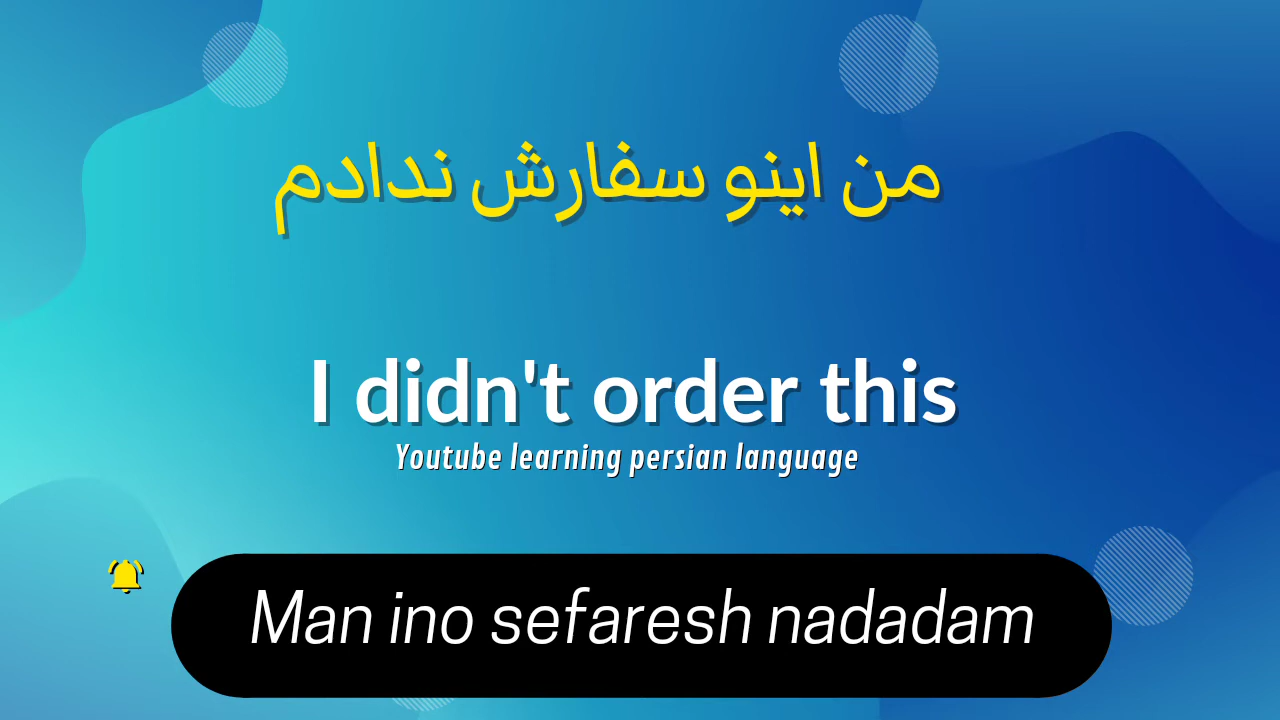 من اینو سفارش ندادم
I didn't order this
Youtube learning persian language
Man ino sefaresh nadadam